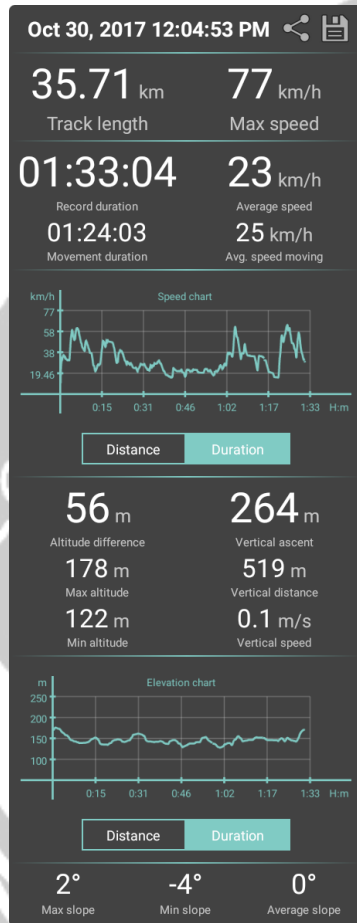 Oct 30, 2017 12:04:53 PM
35.71 km 77 km/h
Track length Max speed
01:33:04 23 km/h
Record duration Average speed
01:24:03 25 km/h
Movement duration Avg. speed moving
km/h Speed chart
77
58
38
19.46
0:15 0:31 0:46 1:02 1:17 1:33 H:m
Distance Duration
56 m 264 m
Altitude difference Vertical ascent
178 m 519 m
Max altitude Vertical distance
122 m 0.1 m/s
Min altitude Vertical speed
m Elevation chart
250
200
150
100
0:15 0:31 0:46 1:02 1:17 1:33 H:m
Distance Duration
2° -4° 0°
Max slope Min slope Average slope